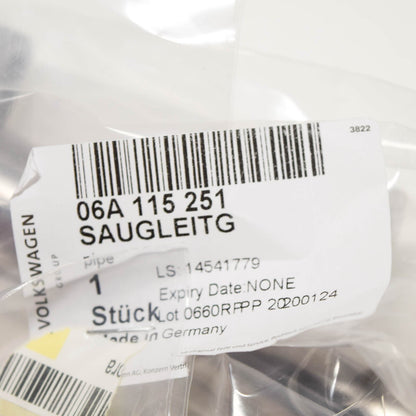 3822
VOLKSWAGEN
GROUP
06A 115 251
SAUGLEITG
pipe
LS: 14541779
1
Expiry Date:NONE
Stück
Lot 0660RPPP 20200124
Made in Germany